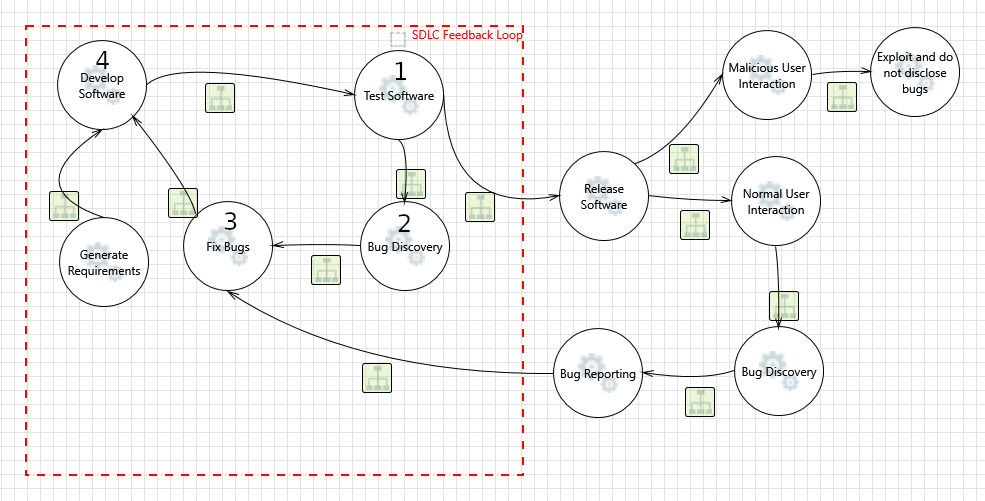 SDLC Feedback Loop
4
Develop
Software
1
Test Software
Malicious User
Interaction
Exploit and do
not disclose
bugs
Release
Software
Normal User
Interaction
3
Fix Bugs
2
Bug Discovery
Generate
Requirements
Bug Reporting
Bug Discovery